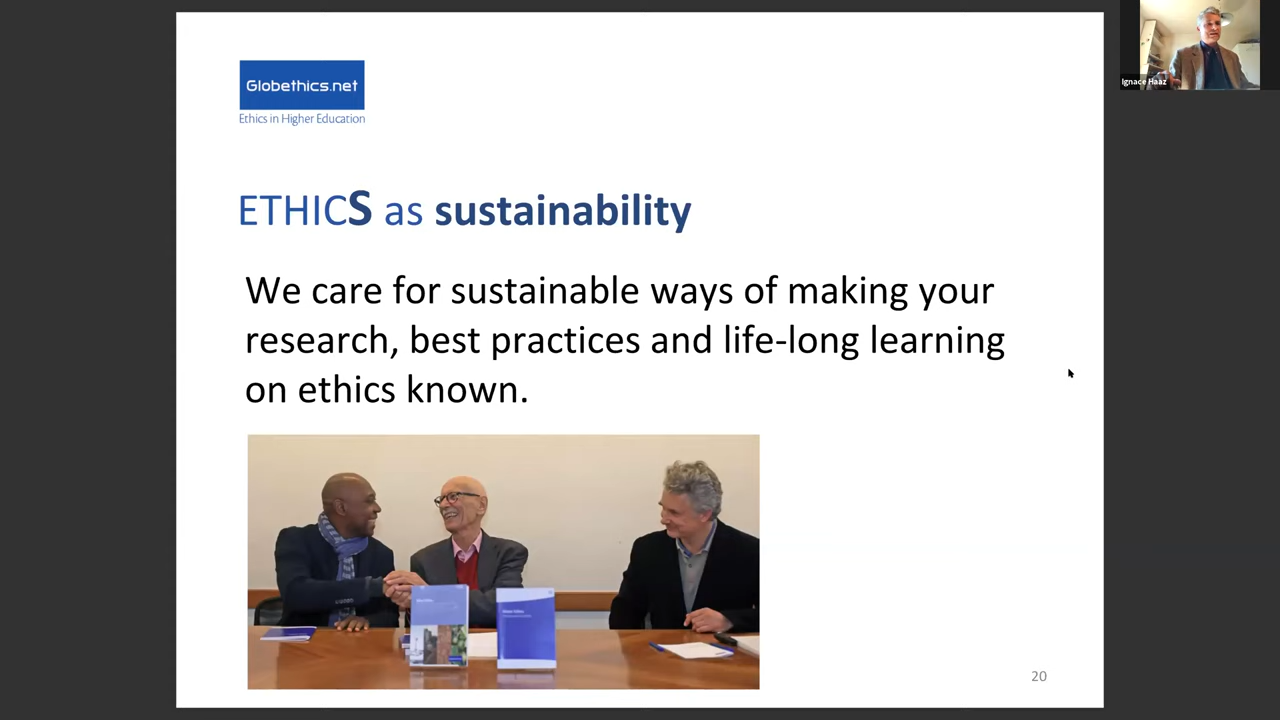 Globethics.net
Ethics in Higher Education
Ignace Haaz
ETHICS as sustainability
We care for sustainable ways of making your
research, best practices and life-long learning
on ethics known.
20